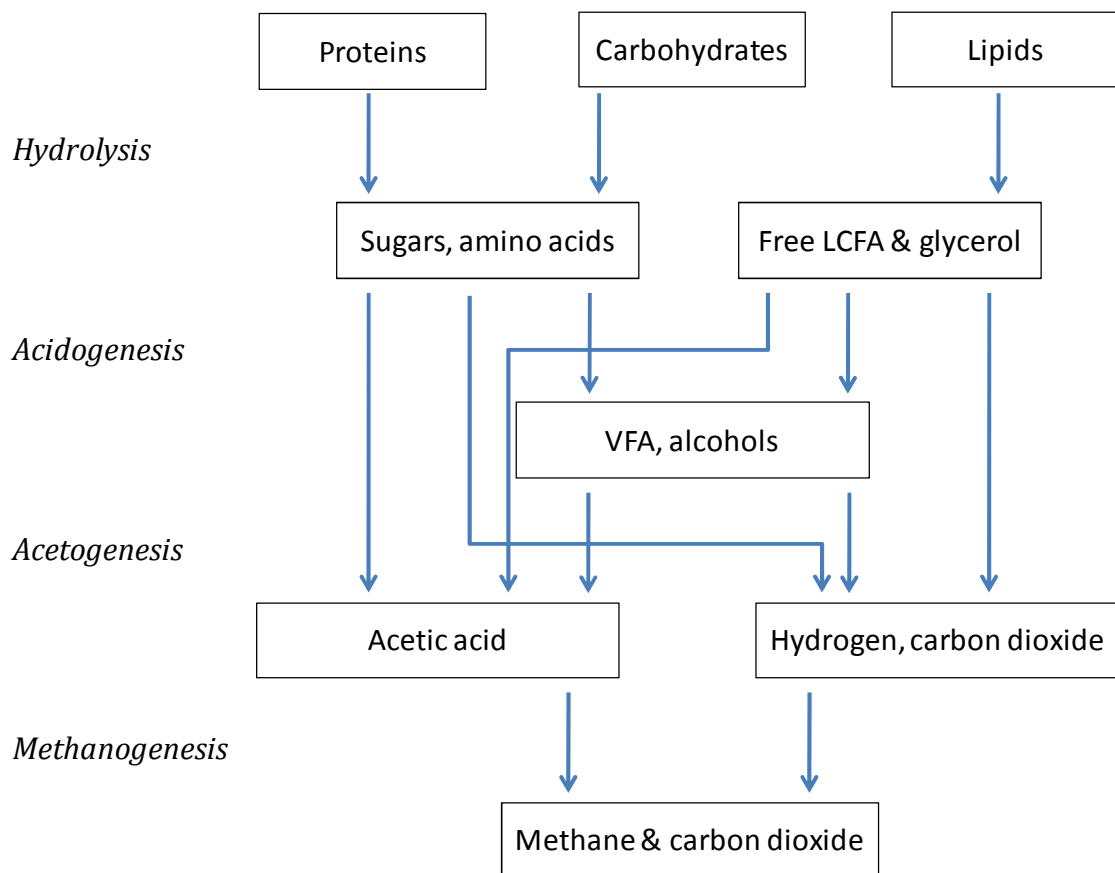 Proteins
Carbohydrates
Lipids
Hydrolysis
Sugars, amino acids
Free LCFA & glycerol
Acidogenesis
VFA, alcohols
Acetogenesis
Acetic acid
Hydrogen, carbon dioxide
Methanogenesis
Methane & carbon dioxide